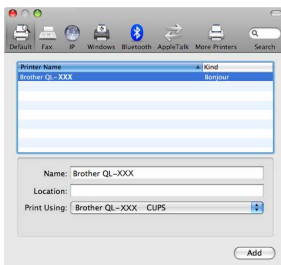 Default Fax IP Windows Bluetooth AppleTalk More Printers Search
Printer Name Kind
Brother QL-XXX Bonjour
Name: Brother QL-XXX
Location:
Print Using: Brother QL-XXX CUPS
Add